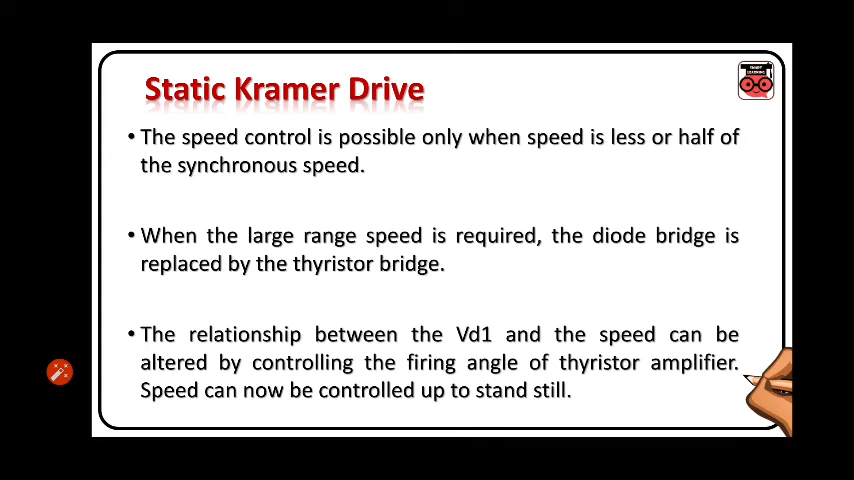 Static Kramer Drive
SMART
LEARNING
• The speed control is possible only when speed is less or half of
the synchronous speed.
• When the large range speed is required, the diode bridge is
replaced by the thyristor bridge.
• The relationship between the Vd1 and the speed can be
altered by controlling the firing angle of thyristor amplifier.
Speed can now be controlled up to stand still.